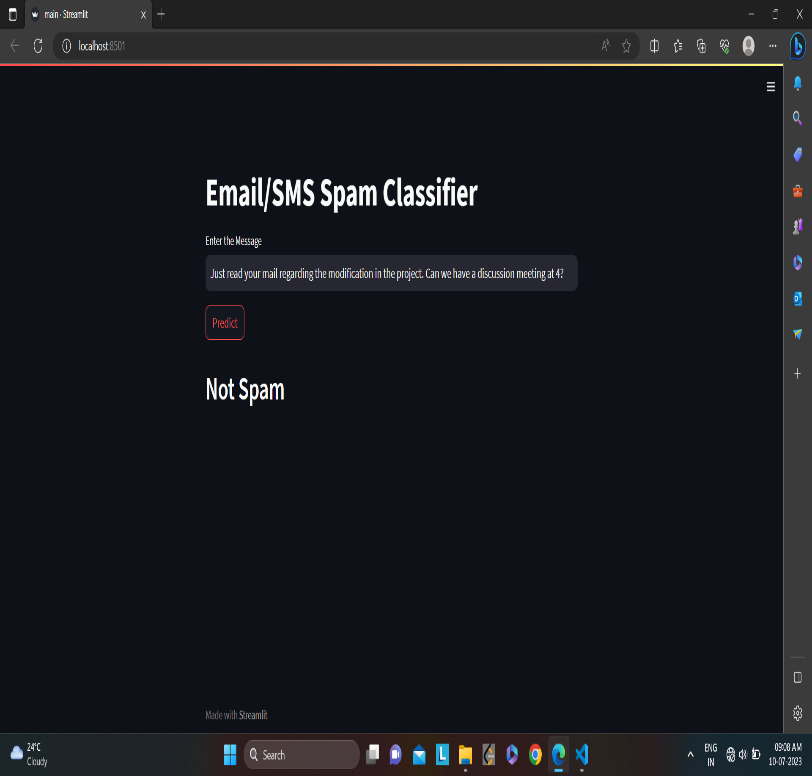 main · Streamlit
localhost:8501
Email/SMS Spam Classifier
Enter the Message
Just read your mail regarding the modification in the project. Can we have a discussion meeting at 4?
Predict
Not Spam
Made with Streamlit
24°C
Cloudy
Search
ENG
IN
09:08 AM
10-07-2023